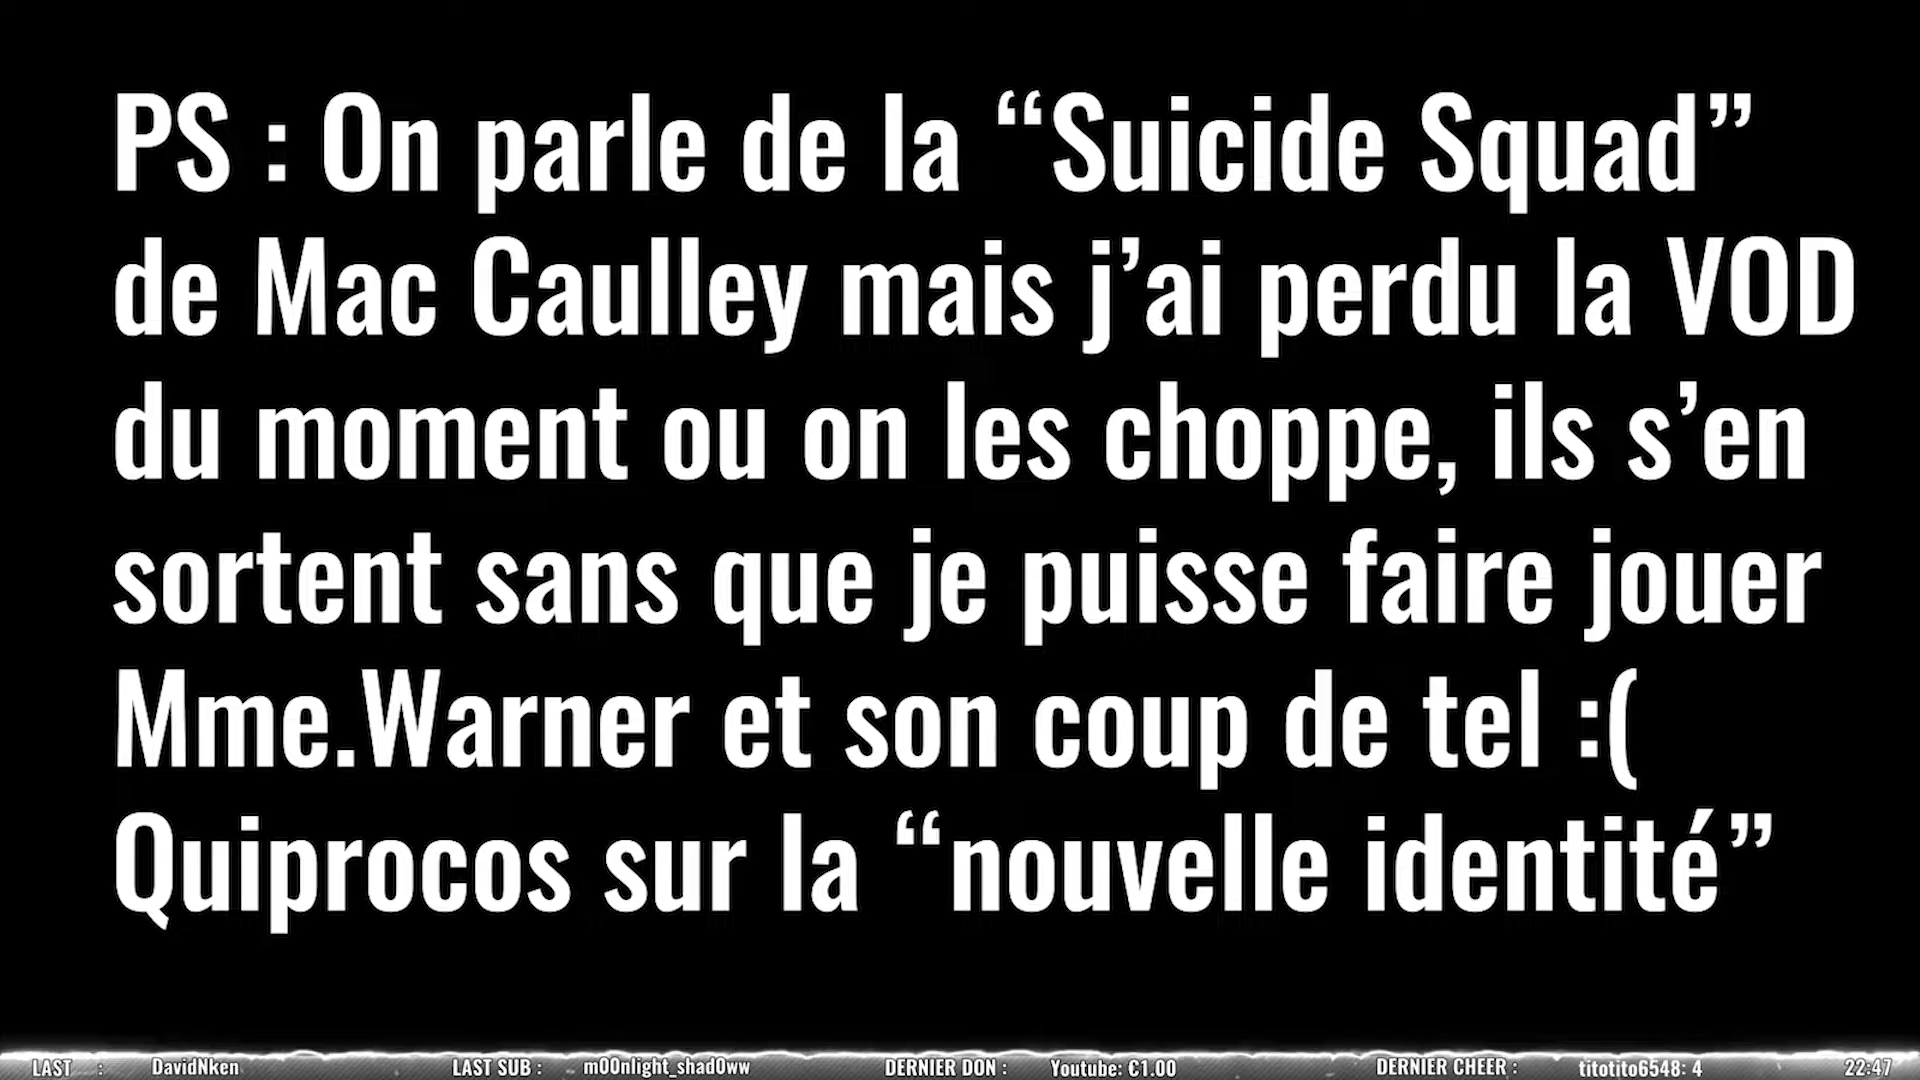 PS : On parle de la “Suicide Squad”
de Mac Caulley mais j’ai perdu la VOD
du moment ou on les choppe, ils s’en
sortent sans que je puisse faire jouer
Mme.Warner et son coup de tel :(
Quiprocos sur la “nouvelle identité”
LAST : DavidNken LAST SUB : m00nlight_shad0ww DERNIER DON : Youtube: €1.00 DERNIER CHEER : titotito6548: 4 22:47